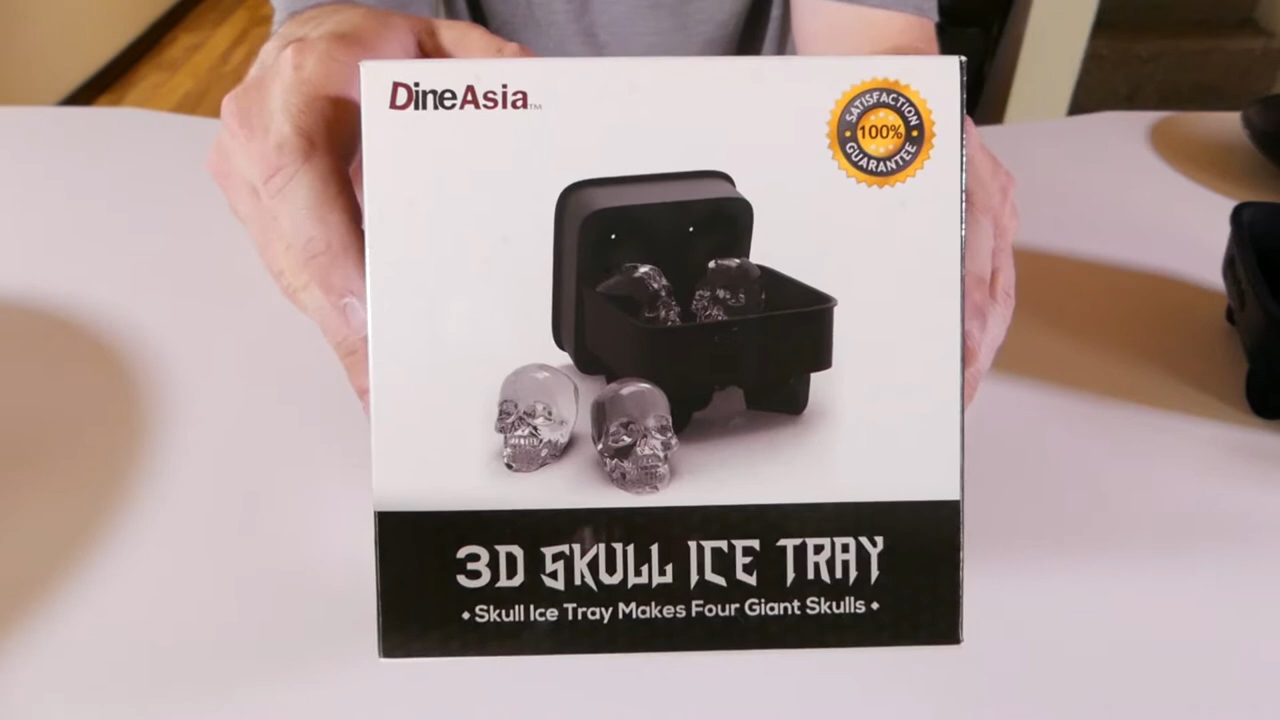 DineAsia™
SATISFACTION
100%
GUARANTEE
3D SKULL ICE TRAY
• Skull Ice Tray Makes Four Giant Skulls •